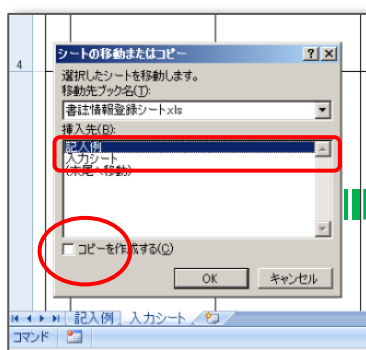 シートの移動またはコピー
4
選択したシートを移動します。
移動先ブック名(T):
書誌情報登録シート.xls
挿入先(B):
記入例
入力シート
(末尾へ移動)
コピーを作成する(C)
OK キャンセル
記入例 入力シート
コマンド